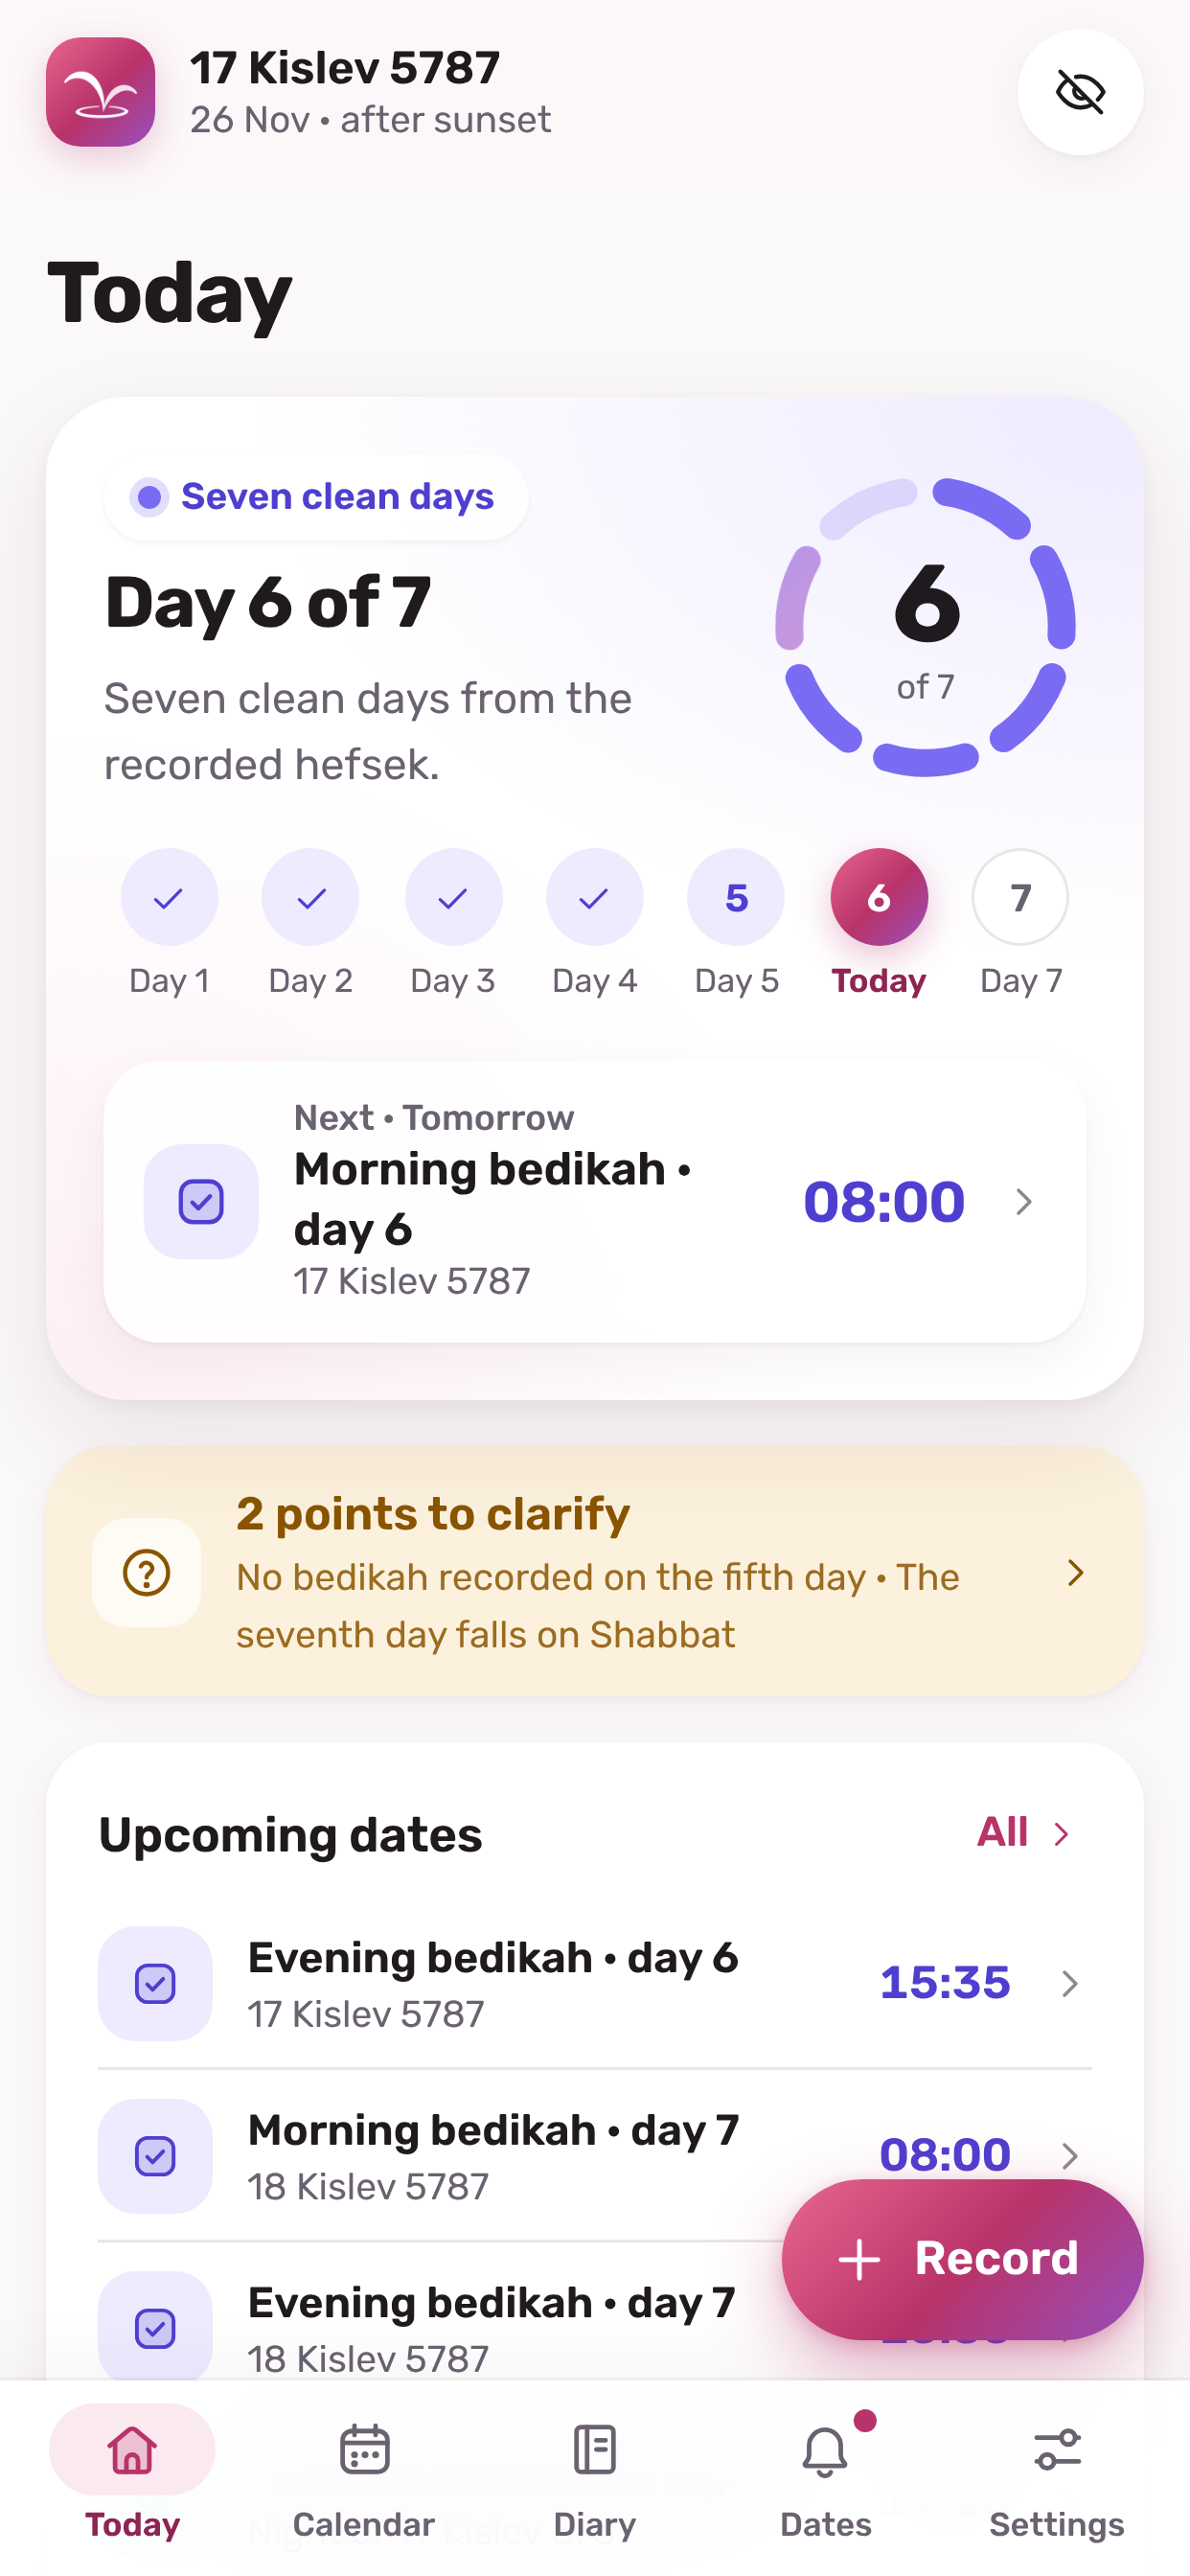 17 Kislev 5787
26 Nov • after sunset
Today
Seven clean days
Day 6 of 7
Seven clean days from the
recorded hefsek.
6
of 7
5
6
7
Day 1
Day 2
Day 3
Day 4
Day 5
Today
Day 7
Next • Tomorrow
Morning bedikah •
day 6
17 Kislev 5787
08:00
2 points to clarify
No bedikah recorded on the fifth day • The
seventh day falls on Shabbat
Upcoming dates
All
Evening bedikah • day 6
17 Kislev 5787
15:35
Morning bedikah • day 7
18 Kislev 5787
08:00
Record
Evening bedikah • day 7
18 Kislev 5787
Today
Calendar
Diary
Dates
Settings